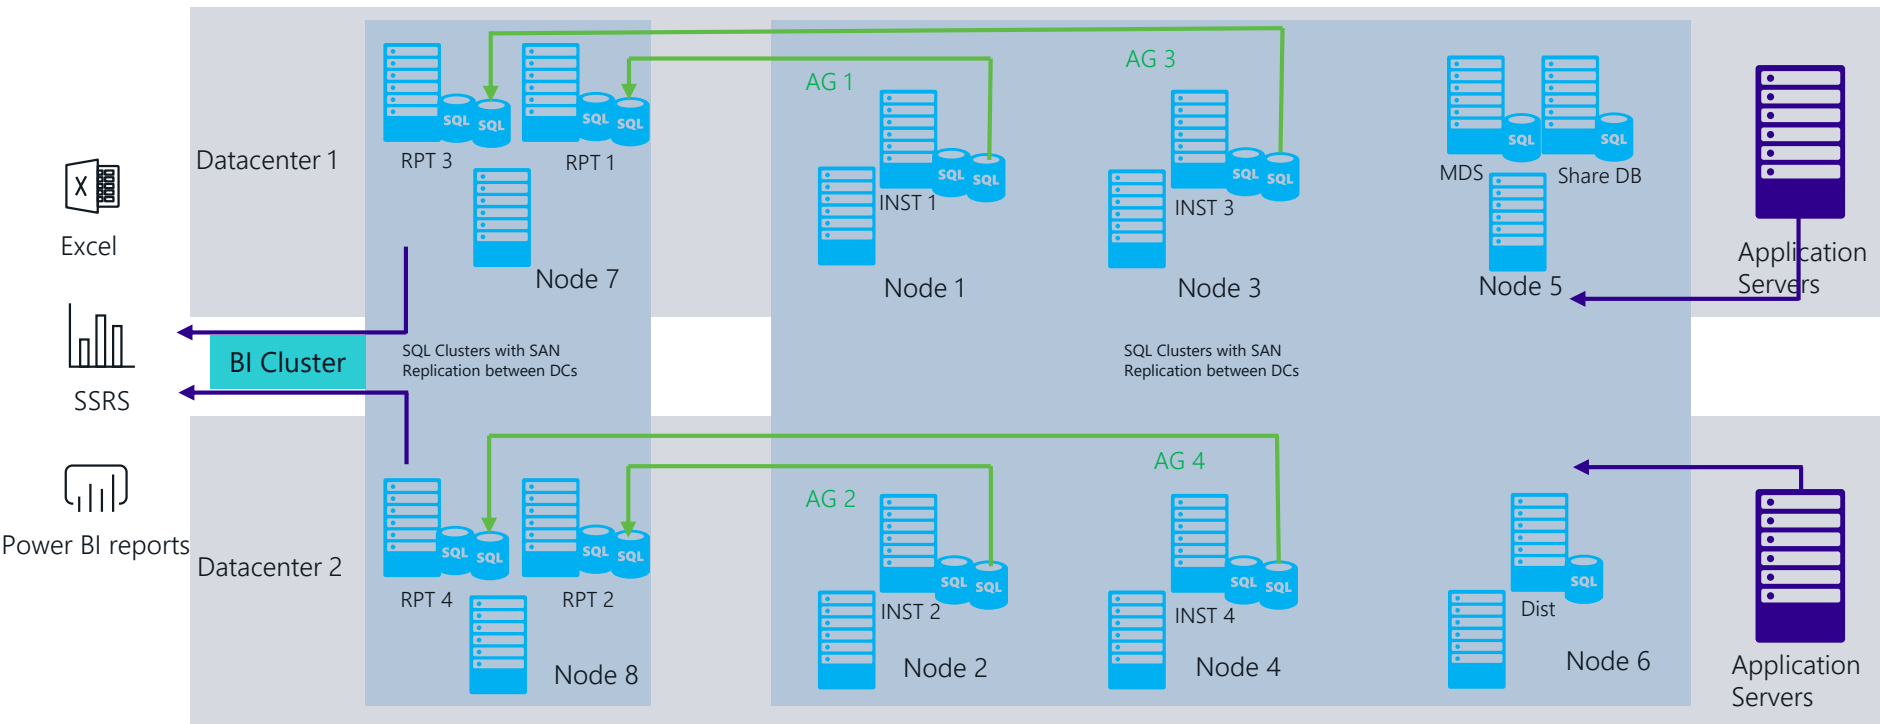 AG 1
AG 3
SQL
SQL
RPT 3
SQL
SQL
RPT 1
SQL
SQL
INST 1
SQL
SQL
INST 3
SQL
MDS
SQL
Share DB
Datacenter 1
Node 7
Node 1
Node 3
Node 5
Application
Servers
Excel
SSRS
Power BI reports
BI Cluster
SQL Clusters with SAN
Replication between DCs
SQL Clusters with SAN
Replication between DCs
AG 2
AG 4
SQL
SQL
RPT 4
SQL
SQL
RPT 2
SQL
SQL
INST 2
SQL
SQL
INST 4
SQL
Dist
Datacenter 2
Node 8
Node 2
Node 4
Node 6
Application
Servers